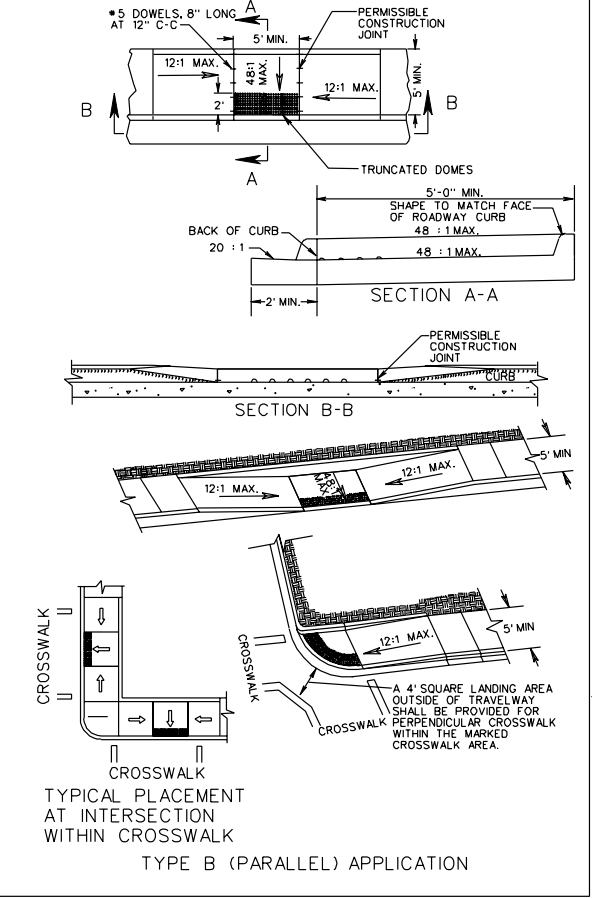 *5 DOWELS, 8" LONG
AT 12" C-C
A
PERMISSIBLE
CONSTRUCTION
JOINT
5' MIN.
12:1 MAX.
48:1
MAX.
12:1 MAX.
5' MIN.
2'
B
B
A
TRUNCATED DOMES
5'-0" MIN.
SHAPE TO MATCH FACE
OF ROADWAY CURB
BACK OF CURB
48 : 1 MAX.
20 : 1
48 : 1 MAX.
2' MIN.
SECTION A-A
PERMISSIBLE
CONSTRUCTION
JOINT
CURB
SECTION B-B
12:1 MAX.
48:1
MAX
12:1 MAX.
5' MIN
CROSSWALK
CROSSWALK
12:1 MAX.
5' MIN
CROSSWALK
A 4' SQUARE LANDING AREA
OUTSIDE OF TRAVELWAY
SHALL BE PROVIDED FOR
PERPENDICULAR CROSSWALK
WITHIN THE MARKED
CROSSWALK AREA.
CROSSWALK
TYPICAL PLACEMENT
AT INTERSECTION
WITHIN CROSSWALK
TYPE B (PARALLEL) APPLICATION